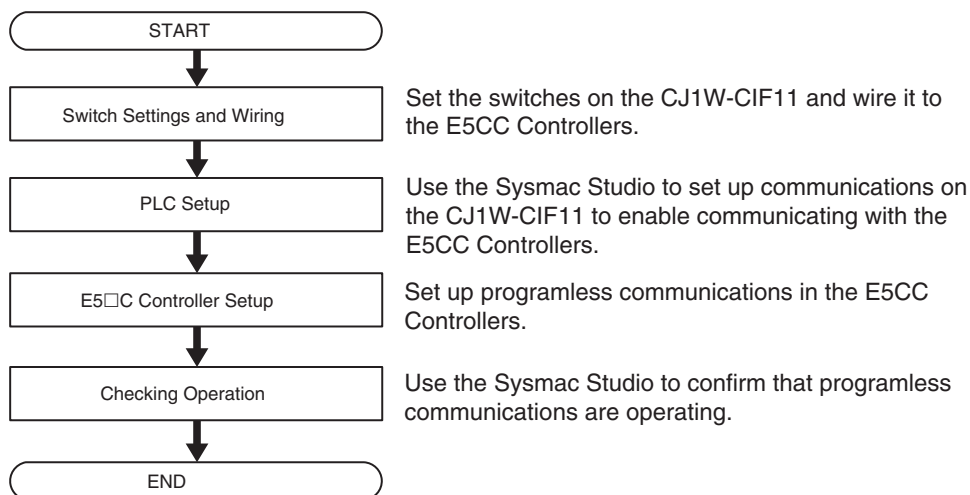 START
Switch Settings and Wiring
Set the switches on the CJ1W-CIF11 and wire it to
the E5CC Controllers.
PLC Setup
Use the Sysmac Studio to set up communications on
the CJ1W-CIF11 to enable communicating with the
E5CC Controllers.
E5□C Controller Setup
Set up programless communications in the E5CC
Controllers.
Checking Operation
Use the Sysmac Studio to confirm that programless
communications are operating.
END